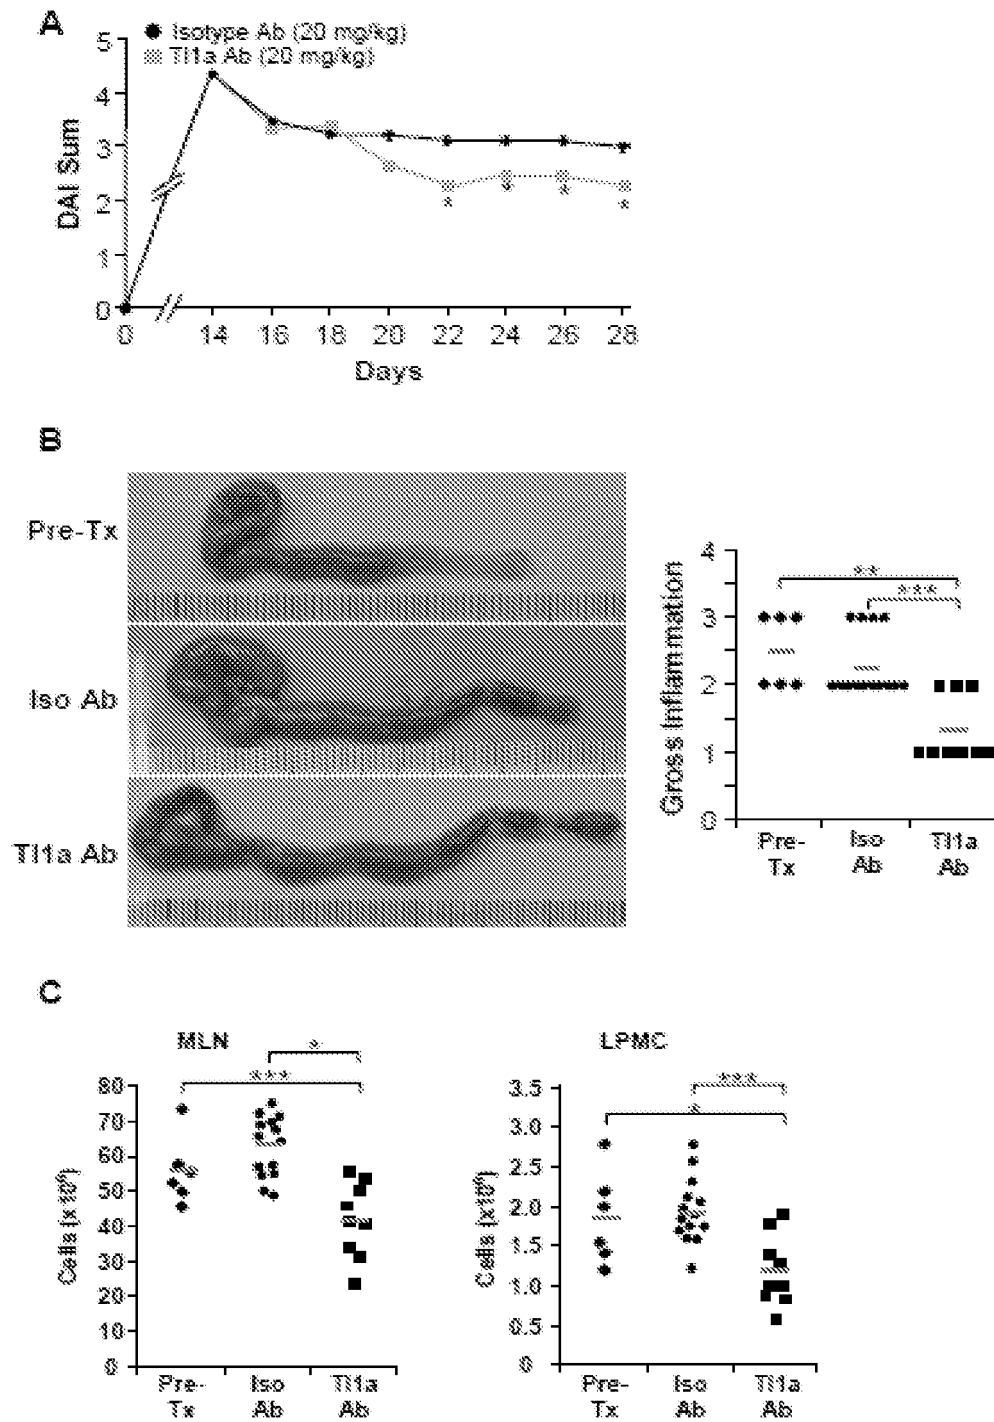 A
Isotype Ab (20 mg/kg)
Tl1a Ab (20 mg/kg)
5
4
3
2
1
0
DAI Sum
*
*
*
*
0 14 16 18 20 22 24 26 28
Days
B
Pre-Tx
Iso Ab
Tl1a Ab
Gross Inflammation
4
3
2
1
0
**
***
Pre-Tx
Iso Ab
Tl1a Ab
C
MLN
*
***
Cells (x10⁶)
80
70
60
50
40
30
20
10
0
Pre-Tx
Iso Ab
Tl1a Ab
LPMC
***
*
Cells (x10⁶)
3.5
3.0
2.5
2.0
1.5
1.0
0.5
0
Pre-Tx
Iso Ab
Tl1a Ab